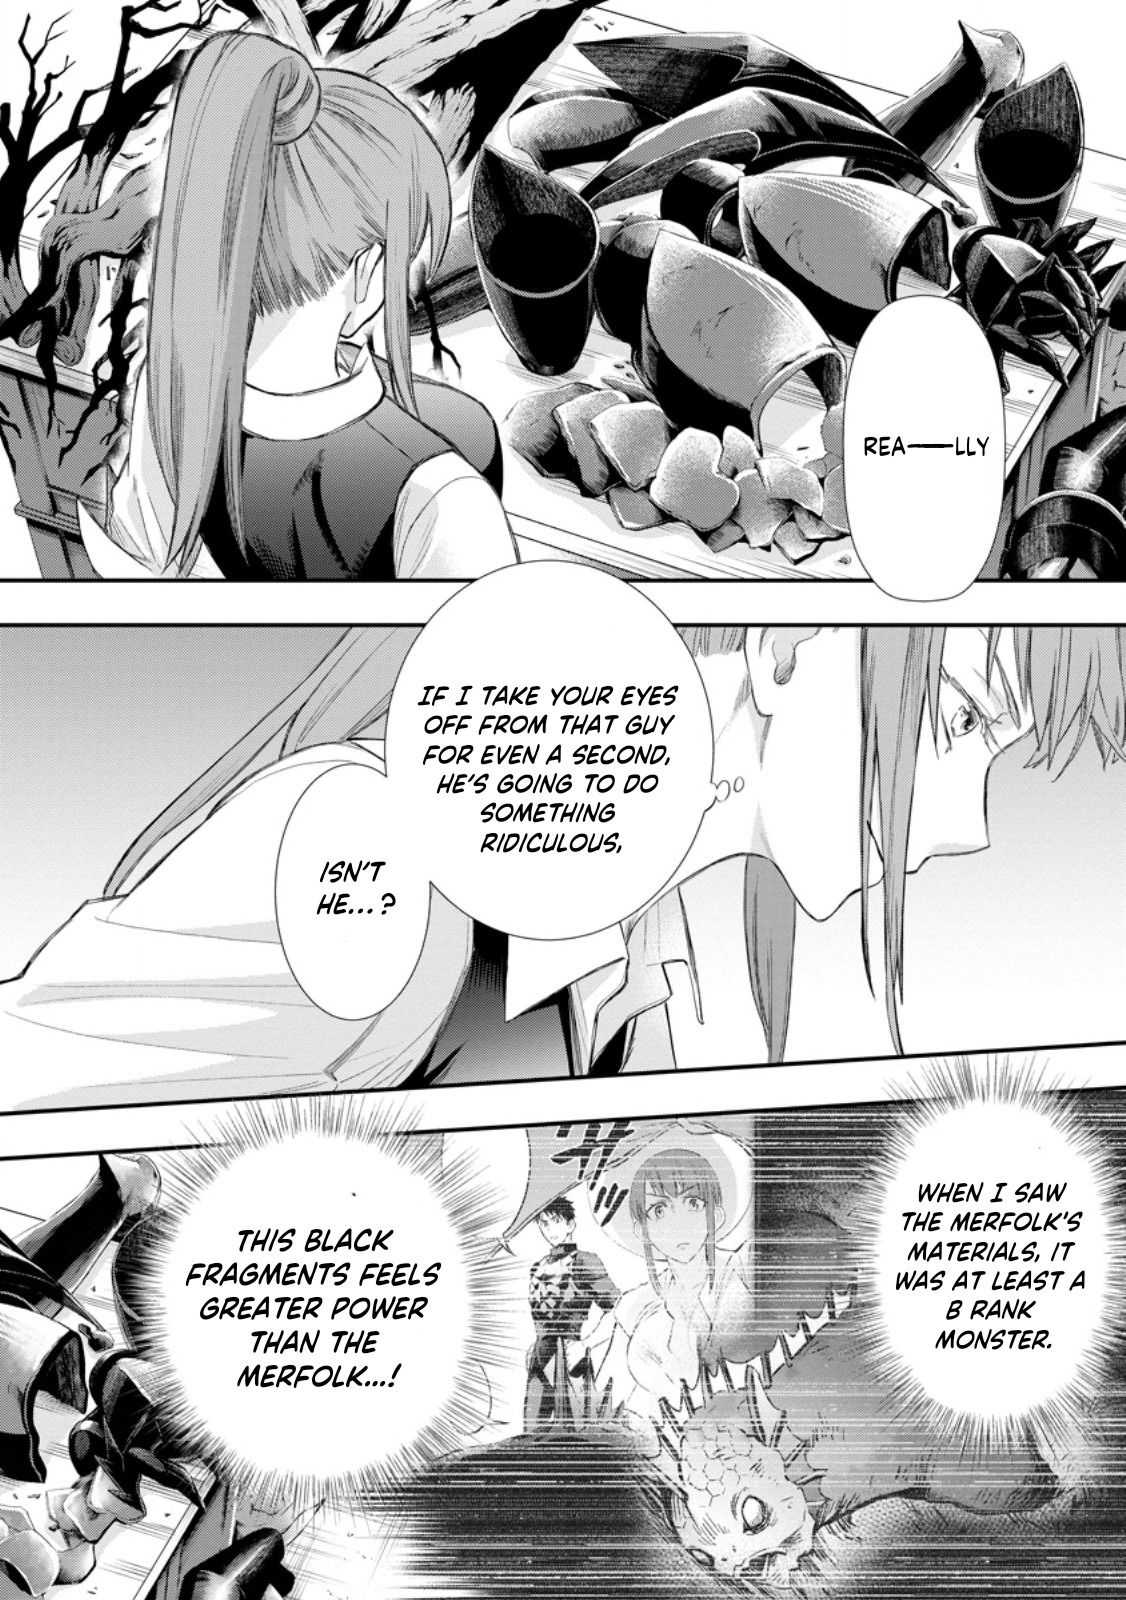 REA——LLY
IF I TAKE YOUR EYES
OFF FROM THAT GUY
FOR EVEN A SECOND,
HE'S GOING TO DO
SOMETHING
RIDICULOUS,
ISN'T
HE...?
WHEN I SAW
THE MERFOLK'S
MATERIALS, IT
WAS AT LEAST A
B RANK
MONSTER.
THIS BLACK
FRAGMENTS FEELS
GREATER POWER
THAN THE
MERFOLK...!